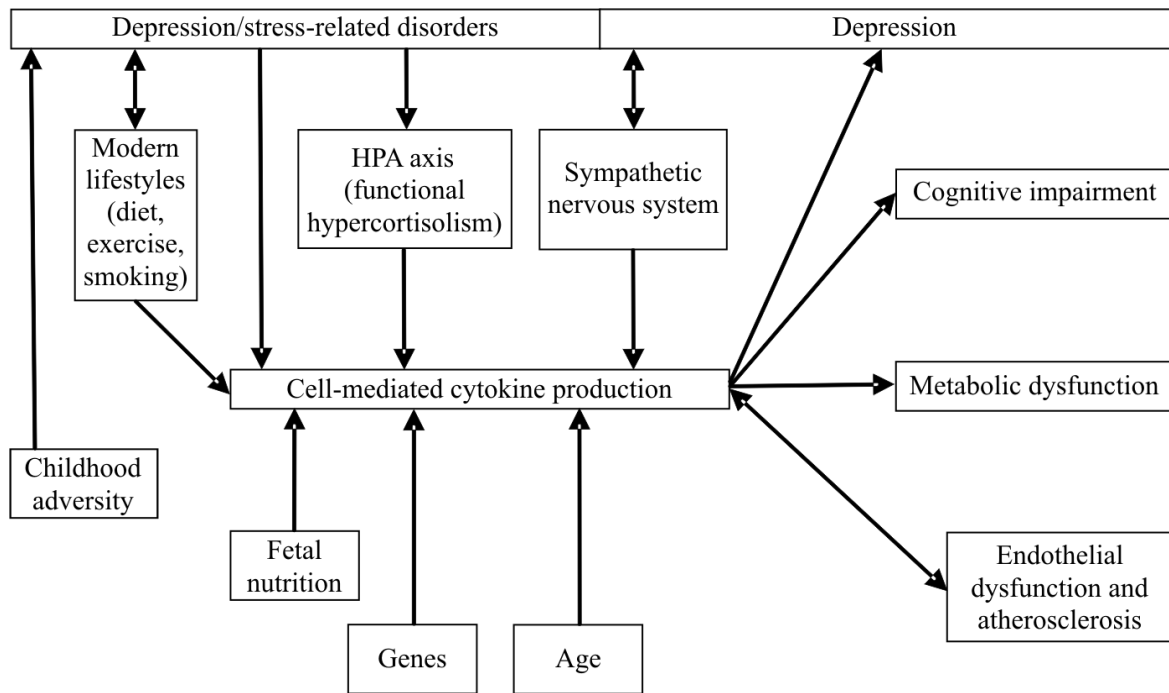 Depression/stress-related disorders
Depression
Modern
lifestyles
(diet,
exercise,
smoking)
HPA axis
(functional
hypercortisolism)
Sympathetic
nervous system
Cognitive impairment
Cell-mediated cytokine production
Metabolic dysfunction
Childhood
adversity
Fetal
nutrition
Endothelial
dysfunction and
atherosclerosis
Genes
Age